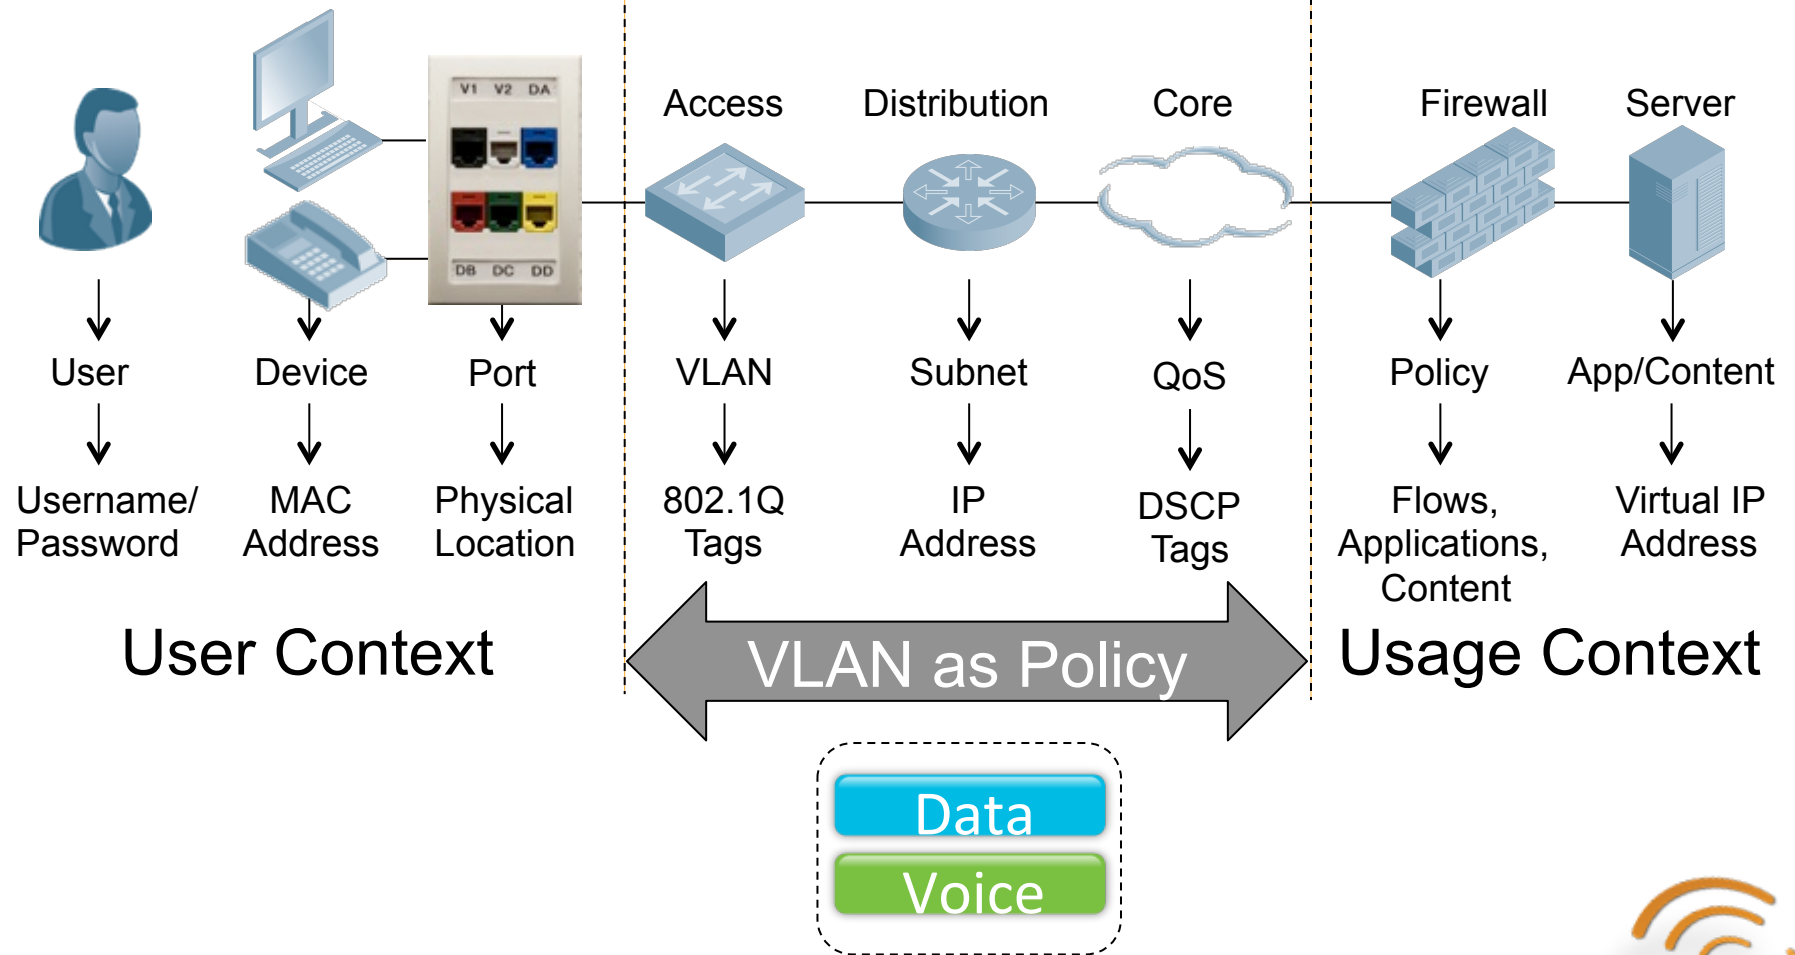 V1 V2 DA
DB DC DD
Access
Distribution
Core
Firewall
Server
User
Device
Port
VLAN
Subnet
QoS
Policy
App/Content
Username/
Password
MAC
Address
Physical
Location
802.1Q
Tags
IP
Address
DSCP
Tags
Flows,
Applications,
Content
Virtual IP
Address
User Context
VLAN as Policy
Usage Context
Data
Voice